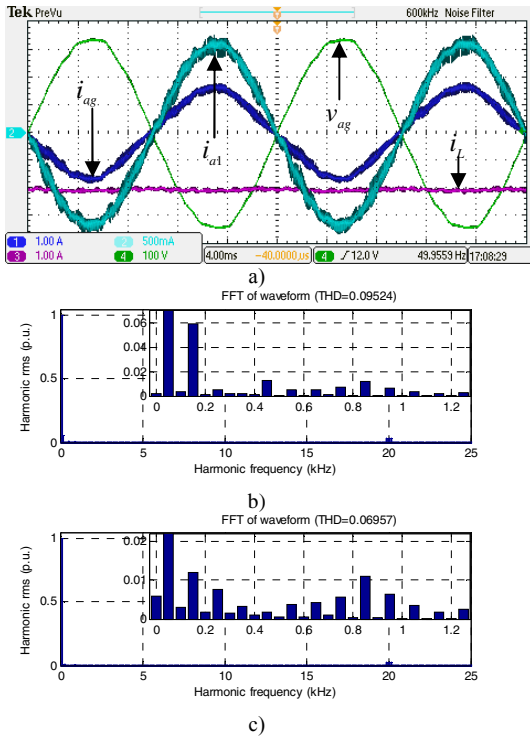 Tek PreVu 600kHz Noise Filter
2
i_ag
i_a1
v_ag
i_L
1 1.00 A 2 500mA
3 1.00 A 4 100 V
4.00ms -40.0000µs 4 12.0 V 49.9559 Hz 17:08:29
a)
FFT of waveform (THD=0.09524)
Harmonic rms (p.u.)
1
0.5
0
0.06
0.04
0.02
0
0 0.2 0.4 0.6 0.8 1 1.2
0 5 10 15 20 25
Harmonic frequency (kHz)
b)
FFT of waveform (THD=0.06957)
Harmonic rms (p.u.)
1
0.5
0
0.02
0.01
0
0 0.2 0.4 0.6 0.8 1 1.2
0 5 10 15 20 25
Harmonic frequency (kHz)
c)